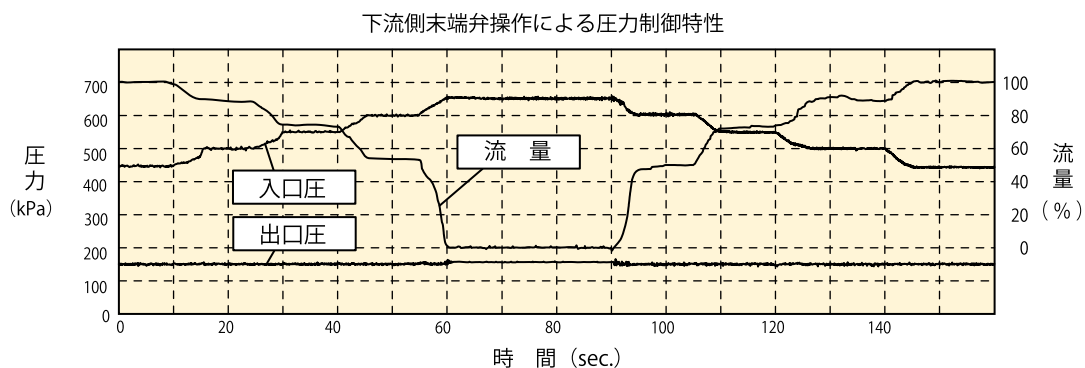 下流側末端弁操作による圧力制御特性
700
600
500
400
300
200
100
0
圧力
(kPa)
100
80
60
40
20
0
流量
(%)
流　量
入口圧
出口圧
0 20 40 60 80 100 120 140
時　間（sec.）